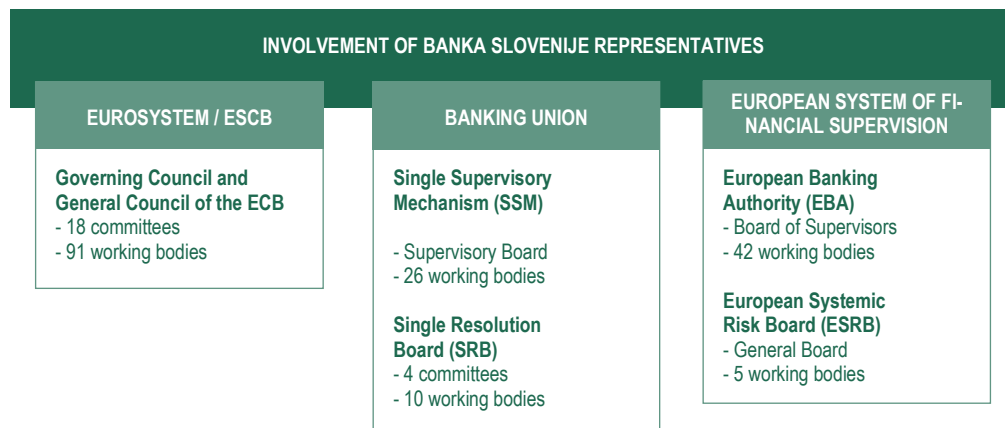 INVOLVEMENT OF BANKA SLOVENIJE REPRESENTATIVES
EUROSYSTEM / ESCB
Governing Council and
General Council of the ECB
- 18 committees
- 91 working bodies
BANKING UNION
Single Supervisory
Mechanism (SSM)
- Supervisory Board
- 26 working bodies
Single Resolution
Board (SRB)
- 4 committees
- 10 working bodies
EUROPEAN SYSTEM OF FI-
NANCIAL SUPERVISION
European Banking
Authority (EBA)
- Board of Supervisors
- 42 working bodies
European Systemic
Risk Board (ESRB)
- General Board
- 5 working bodies